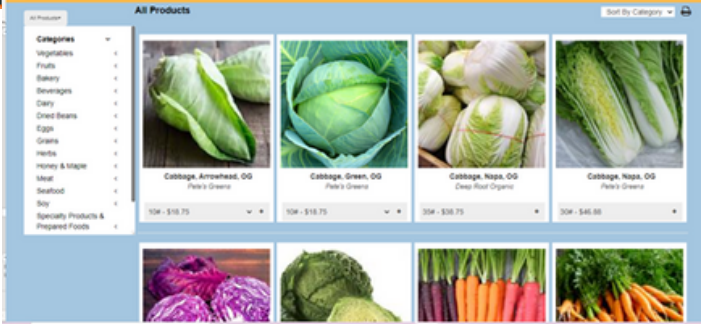 All Products
All Products
Sort By Category
Categories
Vegetables
Fruits
Bakery
Beverages
Dairy
Dried Beans
Eggs
Grains
Herbs
Honey & Maple
Meat
Seafood
Soy
Specialty Products &
Prepared Foods
Cabbage, Arrowhead, OG
Pete's Greens
10# - $18.75
Cabbage, Green, OG
Pete's Greens
10# - $18.75
Cabbage, Napa, OG
Deep Root Organic
30# - $38.75
Cabbage, Napa, OG
Pete's Greens
30# - $46.88